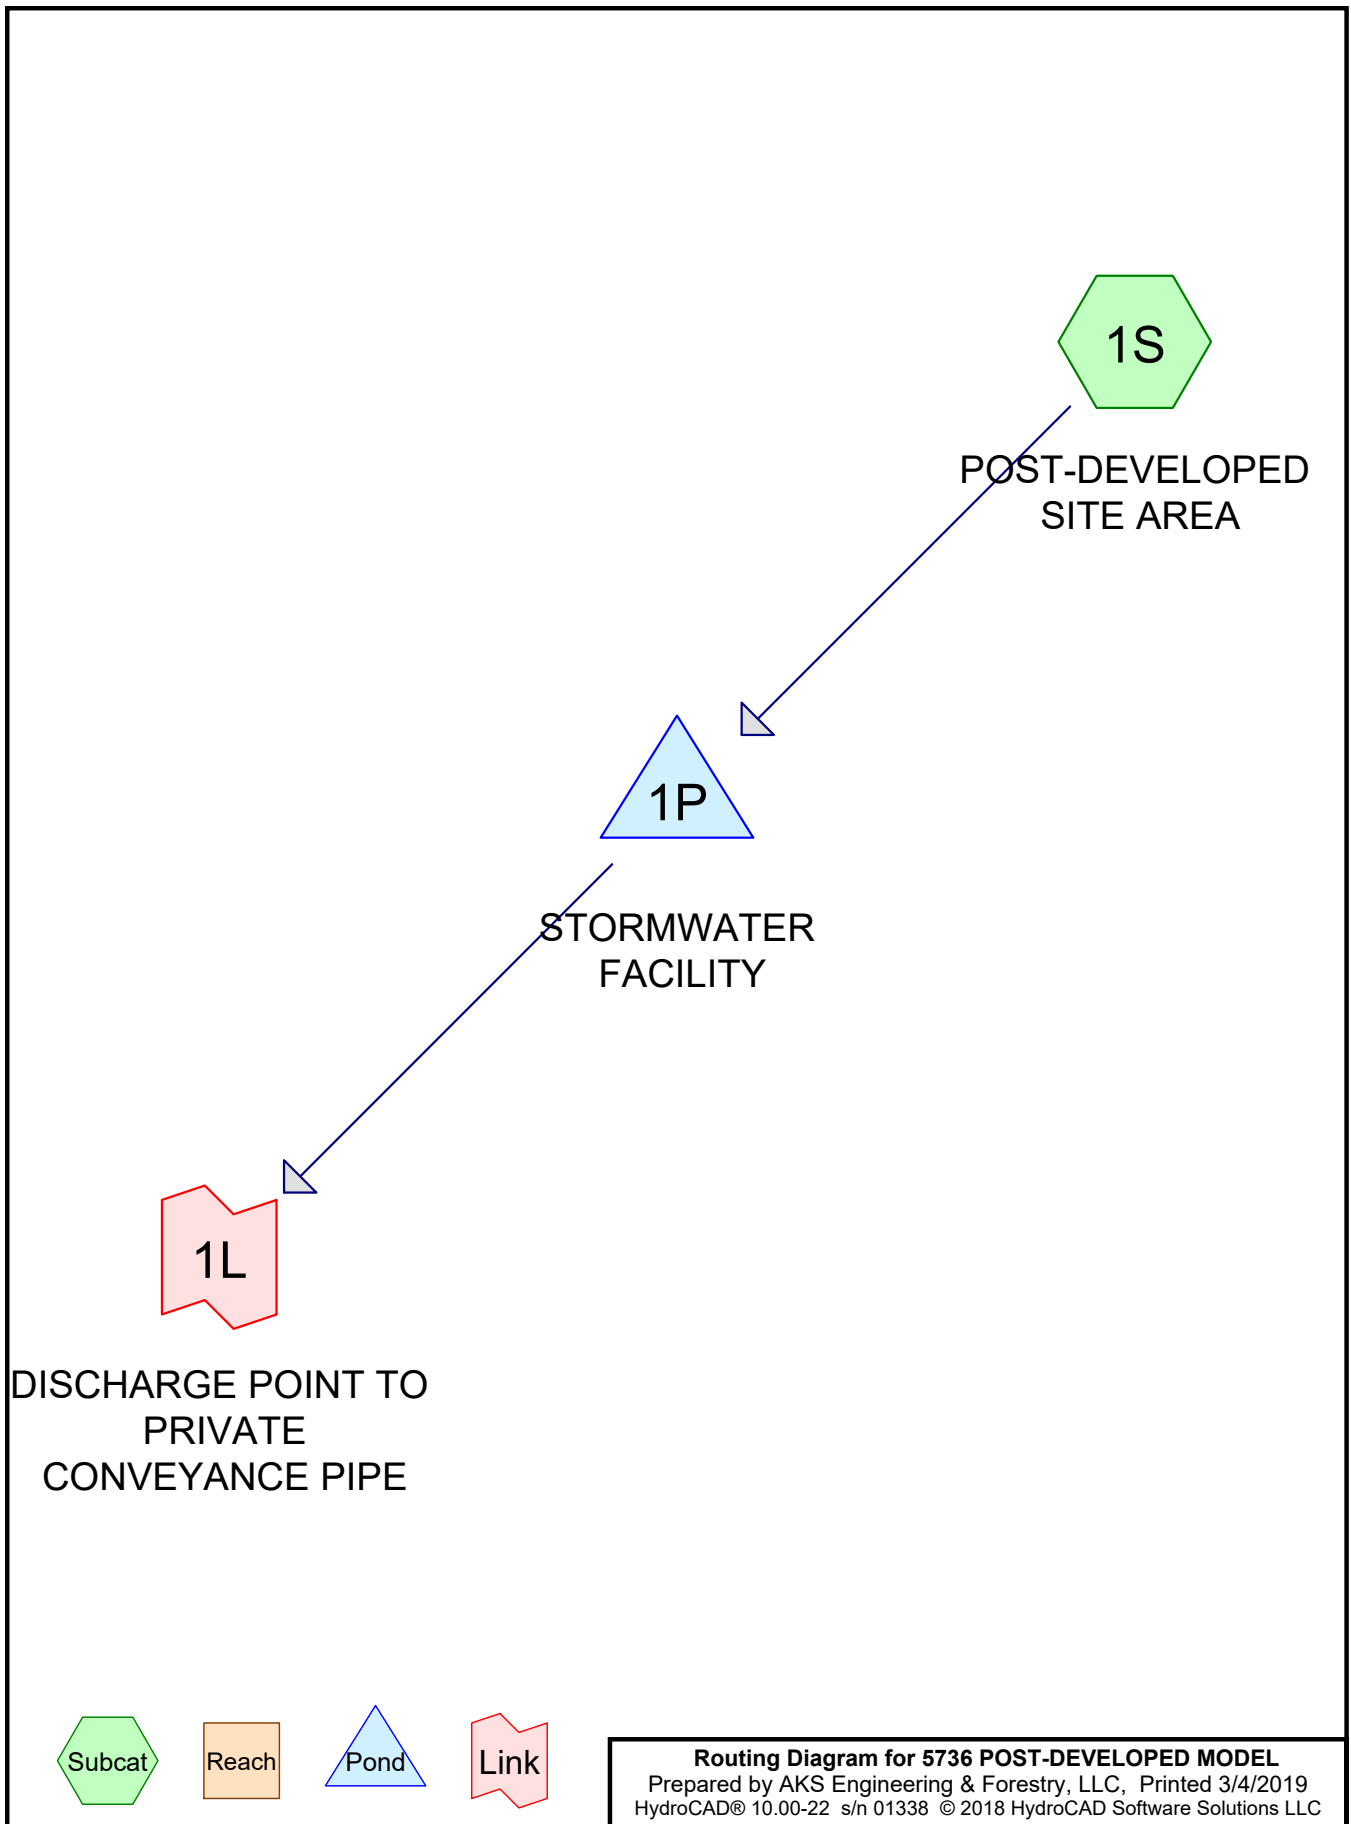 1S
POST-DEVELOPED
SITE AREA
1P
STORMWATER
FACILITY
1L
DISCHARGE POINT TO
PRIVATE
CONVEYANCE PIPE
Subcat
Reach
Pond
Link
Routing Diagram for 5736 POST-DEVELOPED MODEL
Prepared by AKS Engineering & Forestry, LLC, Printed 3/4/2019
HydroCAD® 10.00-22 s/n 01338 © 2018 HydroCAD Software Solutions LLC